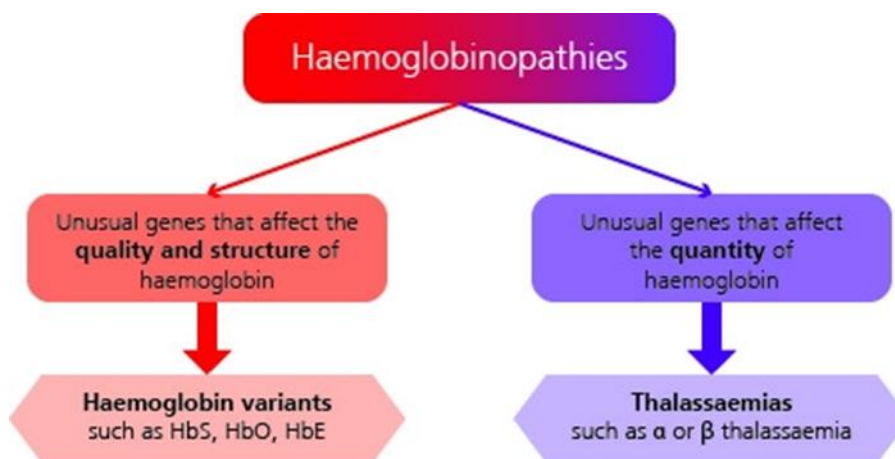 Haemoglobinopathies
Unusual genes that affect the
quality and structure of
haemoglobin
Unusual genes that affect
the quantity of
haemoglobin
Haemoglobin variants
such as HbS, HbO, HbE
Thalassaemias
such as α or β thalassaemia